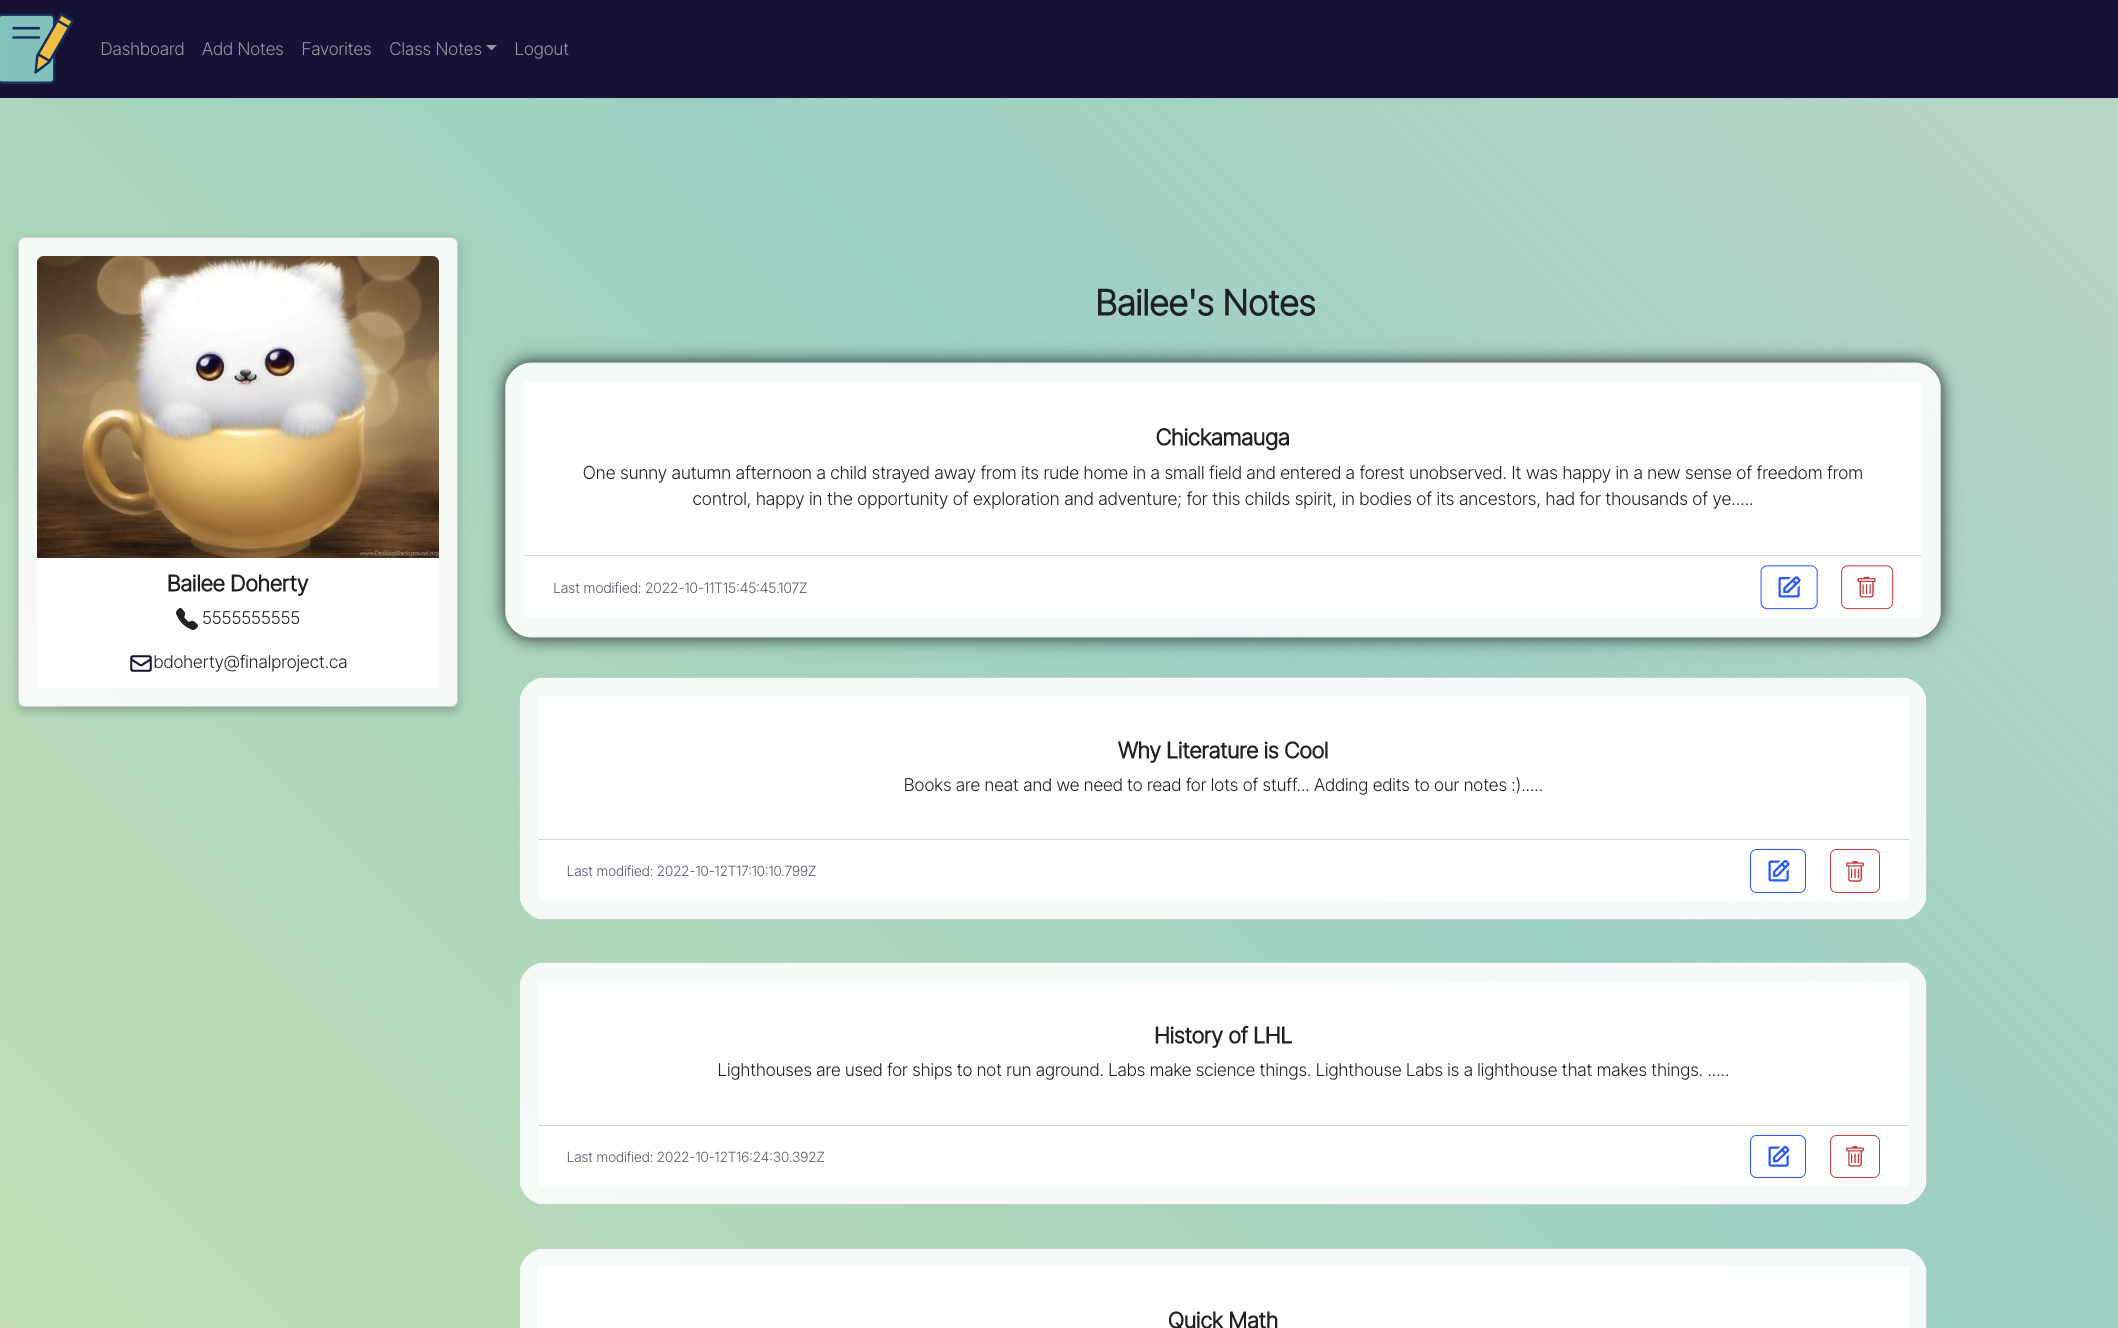 Dashboard Add Notes Favorites Class Notes Logout
www.DesktopBackground.org
Bailee Doherty
5555555555
bdoherty@finalproject.ca
Bailee's Notes
Chickamauga
One sunny autumn afternoon a child strayed away from its rude home in a small field and entered a forest unobserved. It was happy in a new sense of freedom from
control, happy in the opportunity of exploration and adventure; for this childs spirit, in bodies of its ancestors, had for thousands of ye.....
Last modified: 2022-10-11T15:45:45.107Z
Why Literature is Cool
Books are neat and we need to read for lots of stuff... Adding edits to our notes :).....
Last modified: 2022-10-12T17:10:10.799Z
History of LHL
Lighthouses are used for ships to not run aground. Labs make science things. Lighthouse Labs is a lighthouse that makes things. .....
Last modified: 2022-10-12T16:24:30.392Z
Quick Math